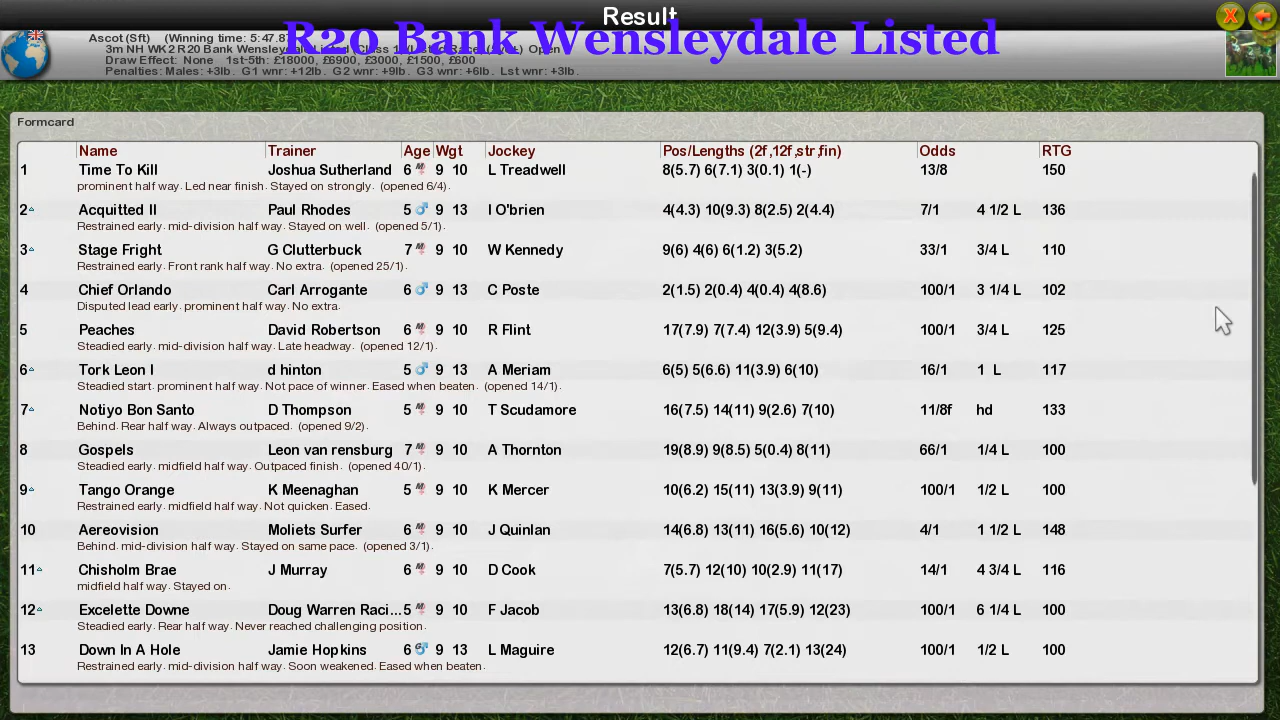 Result
R20 Bank Wensleydale Listed
Ascot (Sft) (Winning time: 5:47.87
3m NH WK2 R20 Bank Wensleydale Listed (Class 1) Open
Draw Effect: None 1st-5th: £18000, £6900, £3000, £1500, £600
Penalties: Males: +3lb. G1 wnr: +12lb. G2 wnr: +9lb. G3 wnr: +6lb. Lst wnr: +3lb.
Formcard
Name Trainer Age Wgt Jockey Pos/Lengths (2f,12f,str,fin) Odds RTG
1 Time To Kill Joshua Sutherland 6 9 10 L Treadwell 8(5.7) 6(7.1) 3(0.1) 1(-) 13/8 150
prominent half way. Led near finish. Stayed on strongly. (opened 6/4).
2 Acquitted II Paul Rhodes 5 9 13 I O'brien 4(4.3) 10(9.3) 8(2.5) 2(4.4) 7/1 4 1/2 L 136
Restrained early. mid-division half way. Stayed on well. (opened 5/1).
3 Stage Fright G Clutterbuck 7 9 10 W Kennedy 9(6) 4(6) 6(1.2) 3(5.2) 33/1 3/4 L 110
Restrained early. Front rank half way. No extra. (opened 25/1).
4 Chief Orlando Carl Arrogante 6 9 13 C Poste 2(1.5) 2(0.4) 4(0.4) 4(8.6) 100/1 3 1/4 L 102
Disputed lead early. prominent half way. No extra.
5 Peaches David Robertson 6 9 10 R Flint 17(7.9) 7(7.4) 12(3.9) 5(9.4) 100/1 3/4 L 125
Steadied early. mid-division half way. Late headway. (opened 12/1).
6 Tork Leon I d hinton 5 9 13 A Meriam 6(5) 5(6.6) 11(3.9) 6(10) 16/1 1 L 117
Steadied start. prominent half way. Not pace of winner. Eased when beaten. (opened 14/1).
7 Notiyo Bon Santo D Thompson 5 9 10 T Scudamore 16(7.5) 14(11) 9(2.6) 7(10) 11/8f hd 133
Behind. Rear half way. Always outpaced. (opened 9/2).
8 Gospels Leon van rensburg 7 9 10 A Thornton 19(8.9) 9(8.5) 5(0.4) 8(11) 66/1 1/4 L 100
Steadied early. midfield half way. Outpaced finish. (opened 40/1).
9 Tango Orange K Meenaghan 5 9 10 K Mercer 10(6.2) 15(11) 13(3.9) 9(11) 100/1 1/2 L 100
Restrained early. midfield half way. Not quicken. Eased.
10 Aereovision Moliets Surfer 6 9 10 J Quinlan 14(6.8) 13(11) 16(5.6) 10(12) 4/1 1 1/2 L 148
Behind. mid-division half way. Stayed on same pace. (opened 3/1).
11 Chisholm Brae J Murray 6 9 10 D Cook 7(5.7) 12(10) 10(2.9) 11(17) 14/1 4 3/4 L 116
midfield half way. Stayed on.
12 Excelette Downe Doug Warren Raci... 5 9 10 F Jacob 13(6.8) 18(14) 17(5.9) 12(23) 100/1 6 1/4 L 100
Steadied early. Rear half way. Never reached challenging position.
13 Down In A Hole Jamie Hopkins 6 9 13 L Maguire 12(6.7) 11(9.4) 7(2.1) 13(24) 100/1 1/2 L 100
Restrained early. mid-division half way. Soon weakened. Eased when beaten.